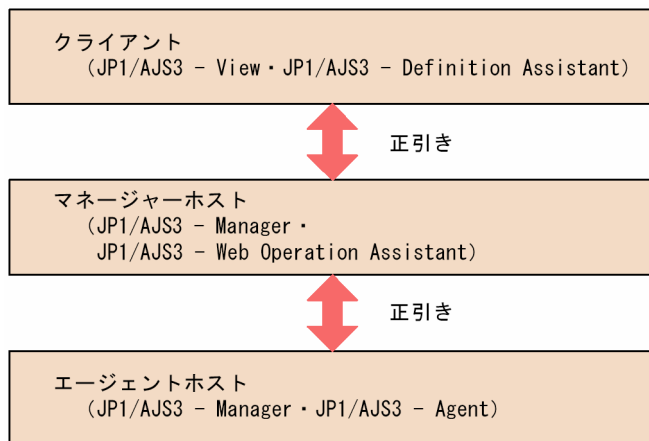 クライアント
（JP1/AJS3 － View・JP1/AJS3 － Definition Assistant）
正引き
マネージャーホスト
（JP1/AJS3 － Manager・
JP1/AJS3 － Web Operation Assistant）
正引き
エージェントホスト
（JP1/AJS3 － Manager・JP1/AJS3 － Agent）